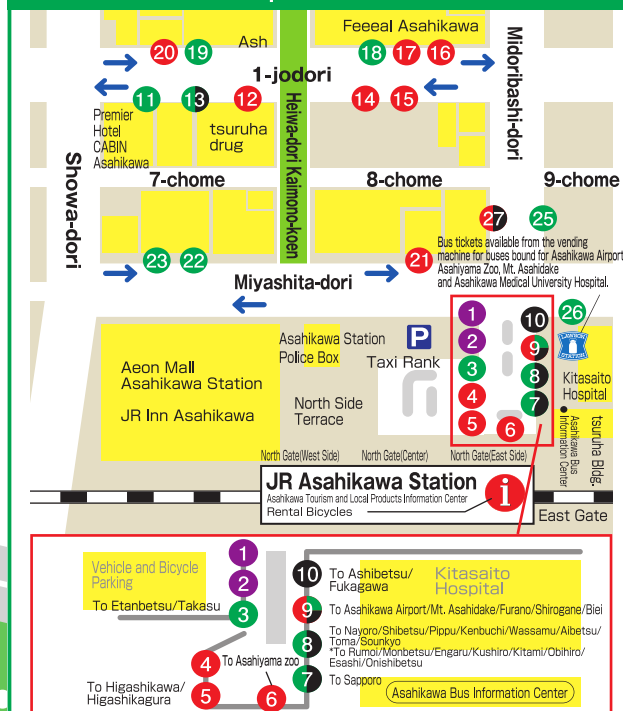 Ash
Feeeal Asahikawa
20
19
18
17
16
1-jodori
11
13
12
14
15
Premier
Hotel
CABIN
Asahikawa
tsuruha
drug
Heiwa-dori Kaimono-koen
Midoribashi-dori
Showa-dori
7-chome
8-chome
9-chome
27
25
23
22
21
Bus tickets available from the vending
machine for buses bound for Asahikawa Airport
Asahiyama Zoo, Mt. Asahidake
and Asahikawa Medical University Hospital.
Miyashita-dori
Aeon Mall
Asahikawa Station
JR Inn Asahikawa
Asahikawa Station
Police Box
P
Taxi Rank
North Side
Terrace
1
2
3
4
5
6
10
9
8
7
26
LAWSON
STATION
Kitasaito
Hospital
Asahikawa Bus
Information Center
tsuruha Bldg.
North Gate(West Side)
North Gate(Center)
North Gate(East Side)
JR Asahikawa Station
Asahikawa Tourism and Local Products Information Center
Rental Bicycles
i
East Gate
Vehicle and Bicycle
Parking
1
2
To Etanbetsu/Takasu
3
4
To Higashikawa/
Higashikagura
5
To Asahiyama zoo
6
10
To Ashibetsu/
Fukagawa
Kitasaito
Hospital
9
To Asahikawa Airport/Mt. Asahidake/Furano/Shirogane/Biei
8
To Nayoro/Shibetsu/Pippu/Kenbuchi/Wassamu/Aibetsu/
Toma/Sounkyo
*To Rumoi/Monbetsu/Engaru/Kushiro/Kitami/Obihiro/
Esashi/Onishibetsu
7
To Sapporo
Asahikawa Bus Information Center